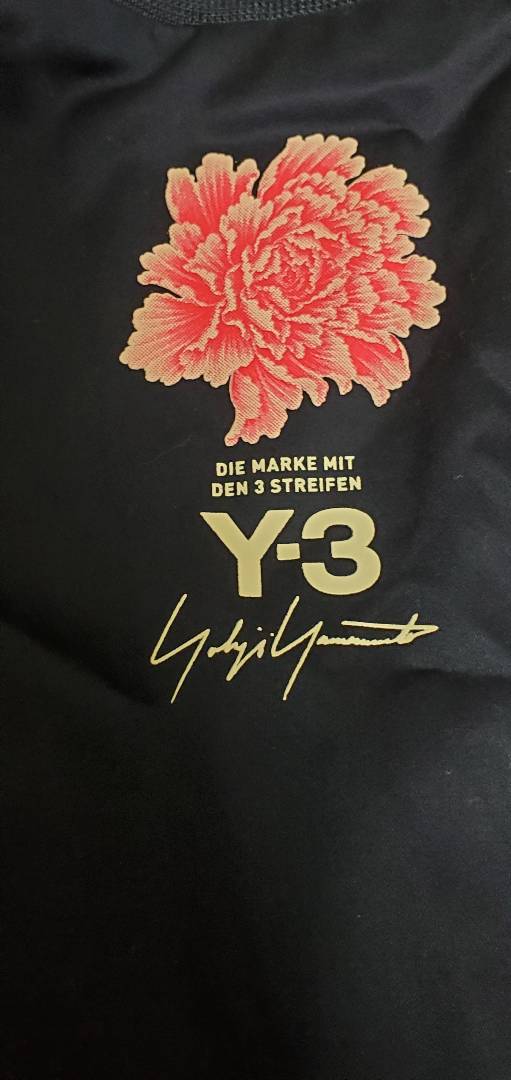 DIE MARKE MIT
DEN 3 STREIFEN
Y-3
Yohji Yamamoto